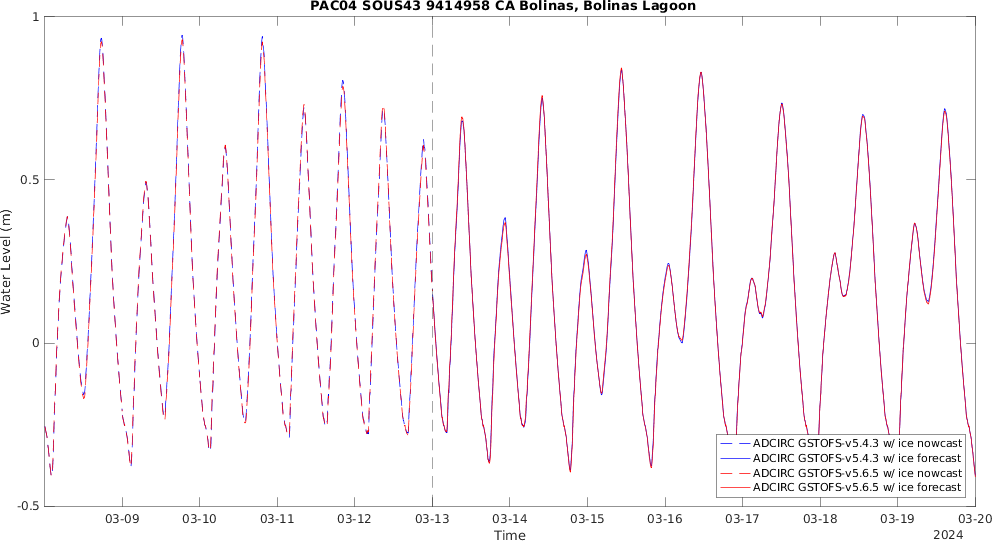 PAC04 SOUS43 9414958 CA Bolinas, Bolinas Lagoon
1
0.5
0
-0.5
Water Level (m)
ADCIRC GSTOFS-v5.4.3 w/ ice nowcast
ADCIRC GSTOFS-v5.4.3 w/ ice forecast
ADCIRC GSTOFS-v5.6.5 w/ ice nowcast
ADCIRC GSTOFS-v5.6.5 w/ ice forecast
03-09 03-10 03-11 03-12 03-13 03-14 03-15 03-16 03-17 03-18 03-19 03-20
Time
2024